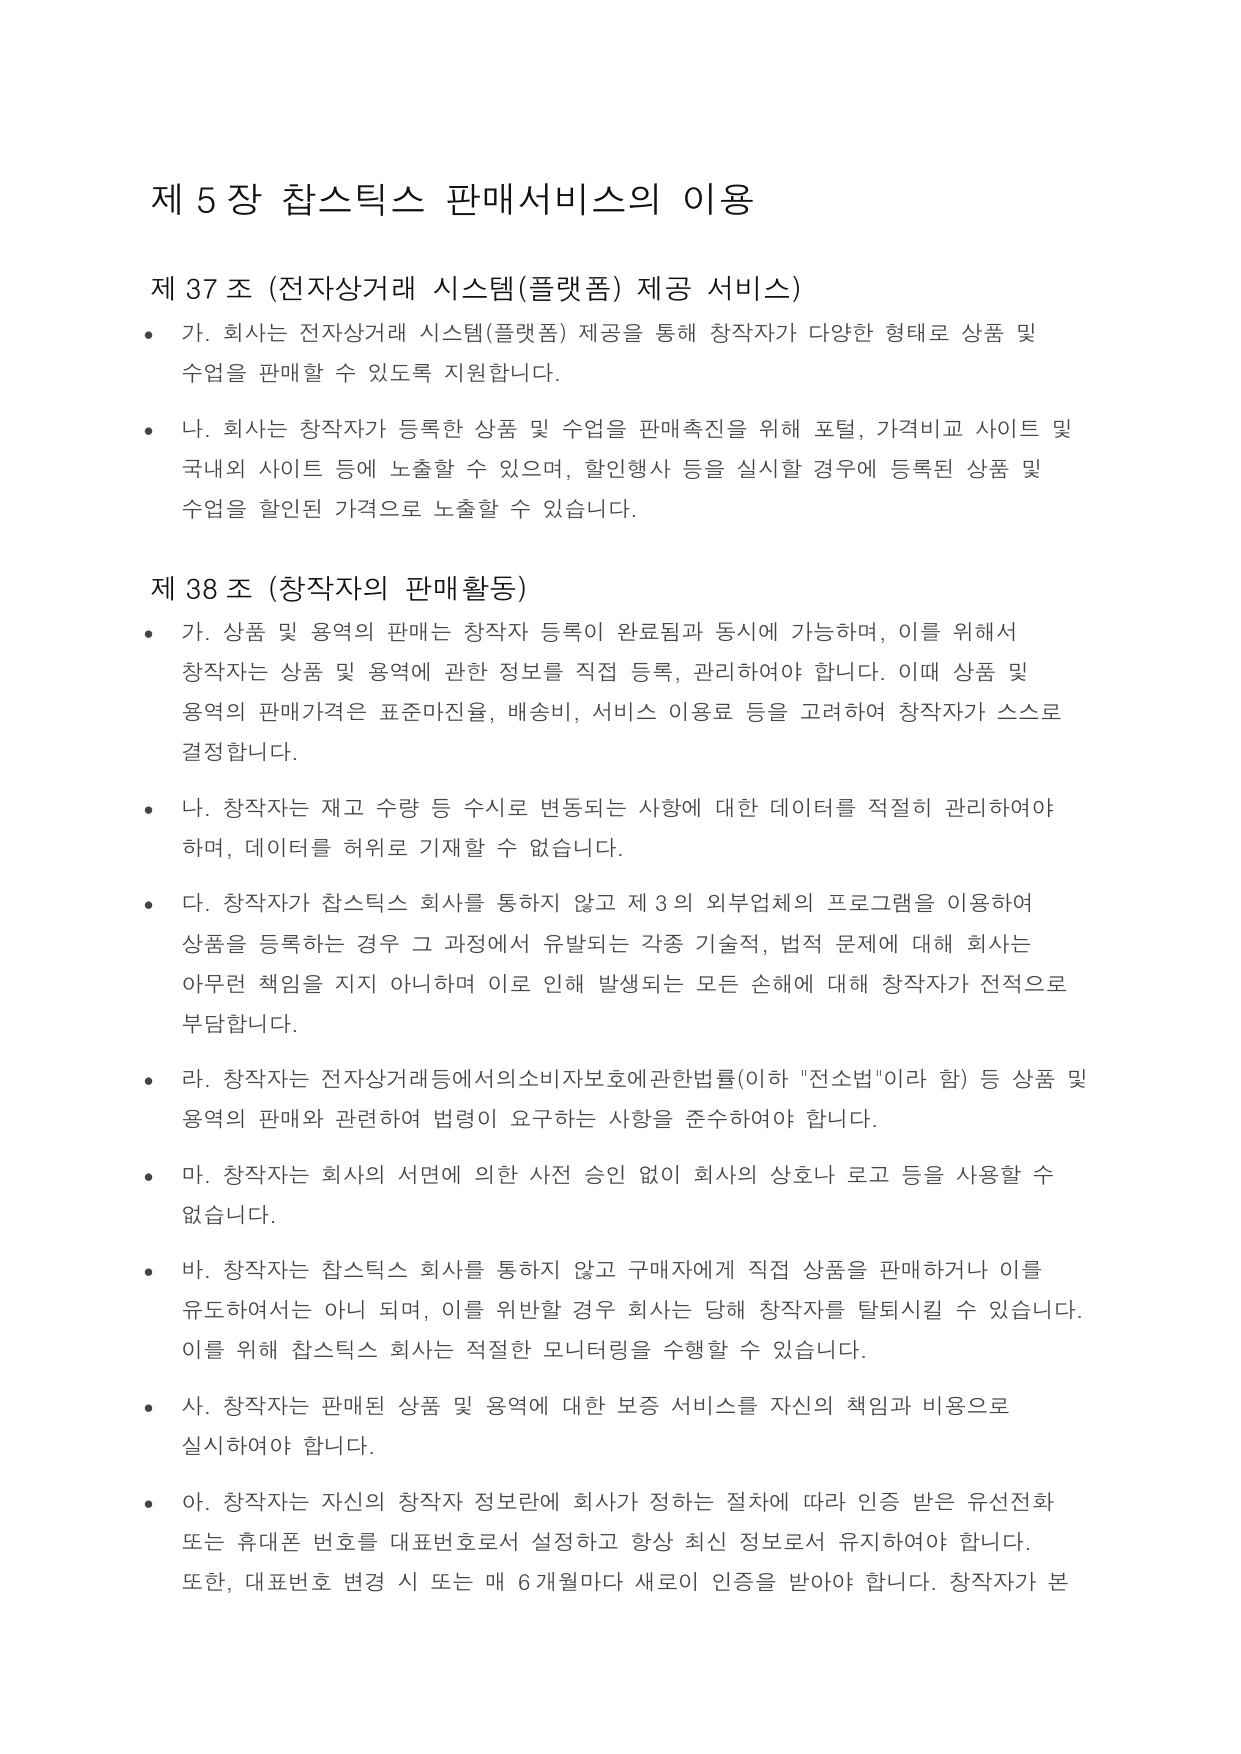 제 5 장 찹스틱스 판매서비스의 이용
제 37 조 (전자상거래 시스템(플랫폼) 제공 서비스)
• 가. 회사는 전자상거래 시스템(플랫폼) 제공을 통해 창작자가 다양한 형태로 상품 및
수업을 판매할 수 있도록 지원합니다.
• 나. 회사는 창작자가 등록한 상품 및 수업을 판매촉진을 위해 포털, 가격비교 사이트 및
국내외 사이트 등에 노출할 수 있으며, 할인행사 등을 실시할 경우에 등록된 상품 및
수업을 할인된 가격으로 노출할 수 있습니다.
제 38 조 (창작자의 판매활동)
• 가. 상품 및 용역의 판매는 창작자 등록이 완료됨과 동시에 가능하며, 이를 위해서
창작자는 상품 및 용역에 관한 정보를 직접 등록, 관리하여야 합니다. 이때 상품 및
용역의 판매가격은 표준마진율, 배송비, 서비스 이용료 등을 고려하여 창작자가 스스로
결정합니다.
• 나. 창작자는 재고 수량 등 수시로 변동되는 사항에 대한 데이터를 적절히 관리하여야
하며, 데이터를 허위로 기재할 수 없습니다.
• 다. 창작자가 찹스틱스 회사를 통하지 않고 제 3 의 외부업체의 프로그램을 이용하여
상품을 등록하는 경우 그 과정에서 유발되는 각종 기술적, 법적 문제에 대해 회사는
아무런 책임을 지지 아니하며 이로 인해 발생되는 모든 손해에 대해 창작자가 전적으로
부담합니다.
• 라. 창작자는 전자상거래등에서의소비자보호에관한법률(이하 "전소법"이라 함) 등 상품 및
용역의 판매와 관련하여 법령이 요구하는 사항을 준수하여야 합니다.
• 마. 창작자는 회사의 서면에 의한 사전 승인 없이 회사의 상호나 로고 등을 사용할 수
없습니다.
• 바. 창작자는 찹스틱스 회사를 통하지 않고 구매자에게 직접 상품을 판매하거나 이를
유도하여서는 아니 되며, 이를 위반할 경우 회사는 당해 창작자를 탈퇴시킬 수 있습니다.
이를 위해 찹스틱스 회사는 적절한 모니터링을 수행할 수 있습니다.
• 사. 창작자는 판매된 상품 및 용역에 대한 보증 서비스를 자신의 책임과 비용으로
실시하여야 합니다.
• 아. 창작자는 자신의 창작자 정보란에 회사가 정하는 절차에 따라 인증 받은 유선전화
또는 휴대폰 번호를 대표번호로서 설정하고 항상 최신 정보로서 유지하여야 합니다.
또한, 대표번호 변경 시 또는 매 6 개월마다 새로이 인증을 받아야 합니다. 창작자가 본